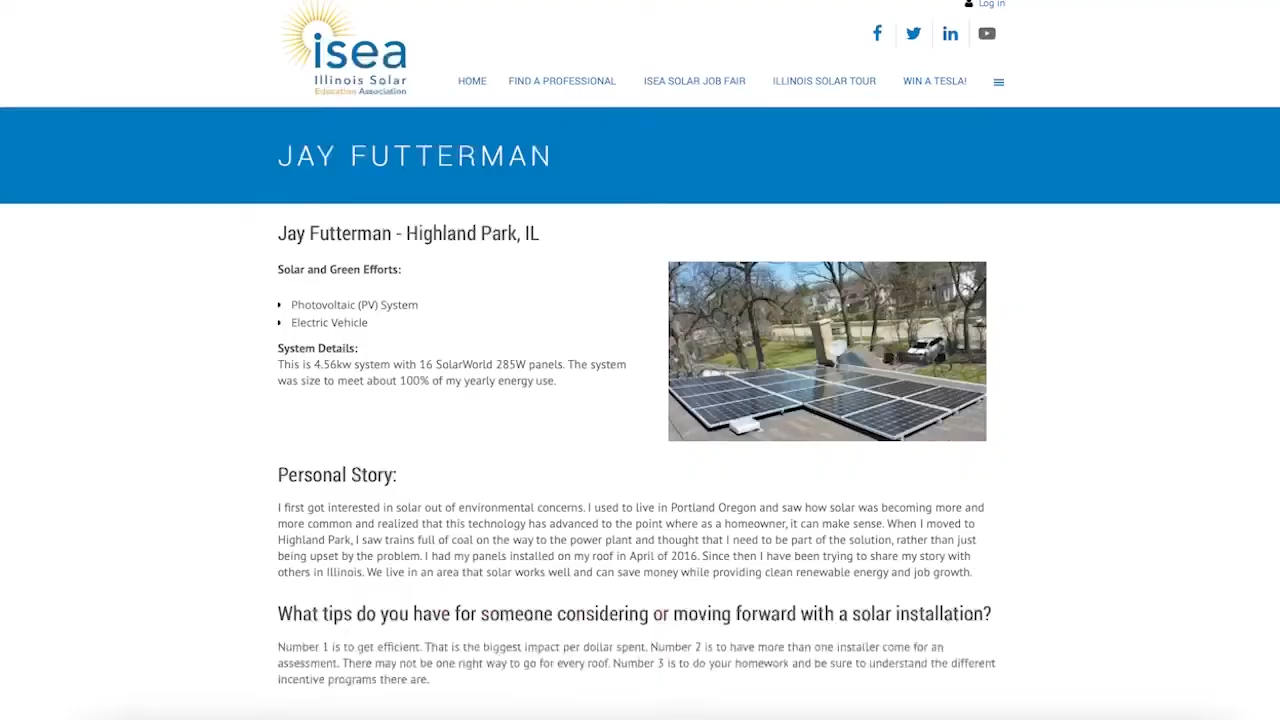 Log in
isea
Illinois Solar
Education Association
HOME FIND A PROFESSIONAL ISEA SOLAR JOB FAIR ILLINOIS SOLAR TOUR WIN A TESLA!
JAY FUTTERMAN
Jay Futterman - Highland Park, IL
Solar and Green Efforts:
Photovoltaic (PV) System
Electric Vehicle
System Details:
This is 4.56kw system with 16 SolarWorld 285W panels. The system
was size to meet about 100% of my yearly energy use.
Personal Story:
I first got interested in solar out of environmental concerns. I used to live in Portland Oregon and saw how solar was becoming more and
more common and realized that this technology has advanced to the point where as a homeowner, it can make sense. When I moved to
Highland Park, I saw trains full of coal on the way to the power plant and thought that I need to be part of the solution, rather than just
being upset by the problem. I had my panels installed on my roof in April of 2016. Since then I have been trying to share my story with
others in Illinois. We live in an area that solar works well and can save money while providing clean renewable energy and job growth.
What tips do you have for someone considering or moving forward with a solar installation?
Number 1 is to get efficient. That is the biggest impact per dollar spent. Number 2 is to have more than one installer come for an
assessment. There may not be one right way to go for every roof. Number 3 is to do your homework and be sure to understand the different
incentive programs there are.